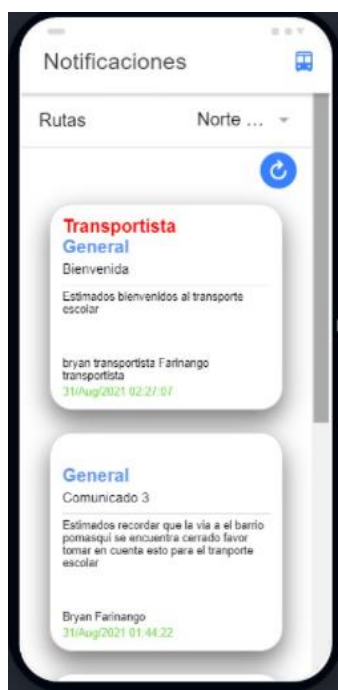 Notificaciones
Rutas Norte ...
Transportista
General
Bienvenida
Estimados bienvenidos al transporte
escolar
bryan transportista Farinango
transportista
31/Aug/2021 02:27:07
General
Comunicado 3
Estimados recordar que la via a el barrio
pomasqui se encuentra cerrado favor
tomar en cuenta esto para el tranporte
escolar
Bryan Farinango
31/Aug/2021 01:44:22